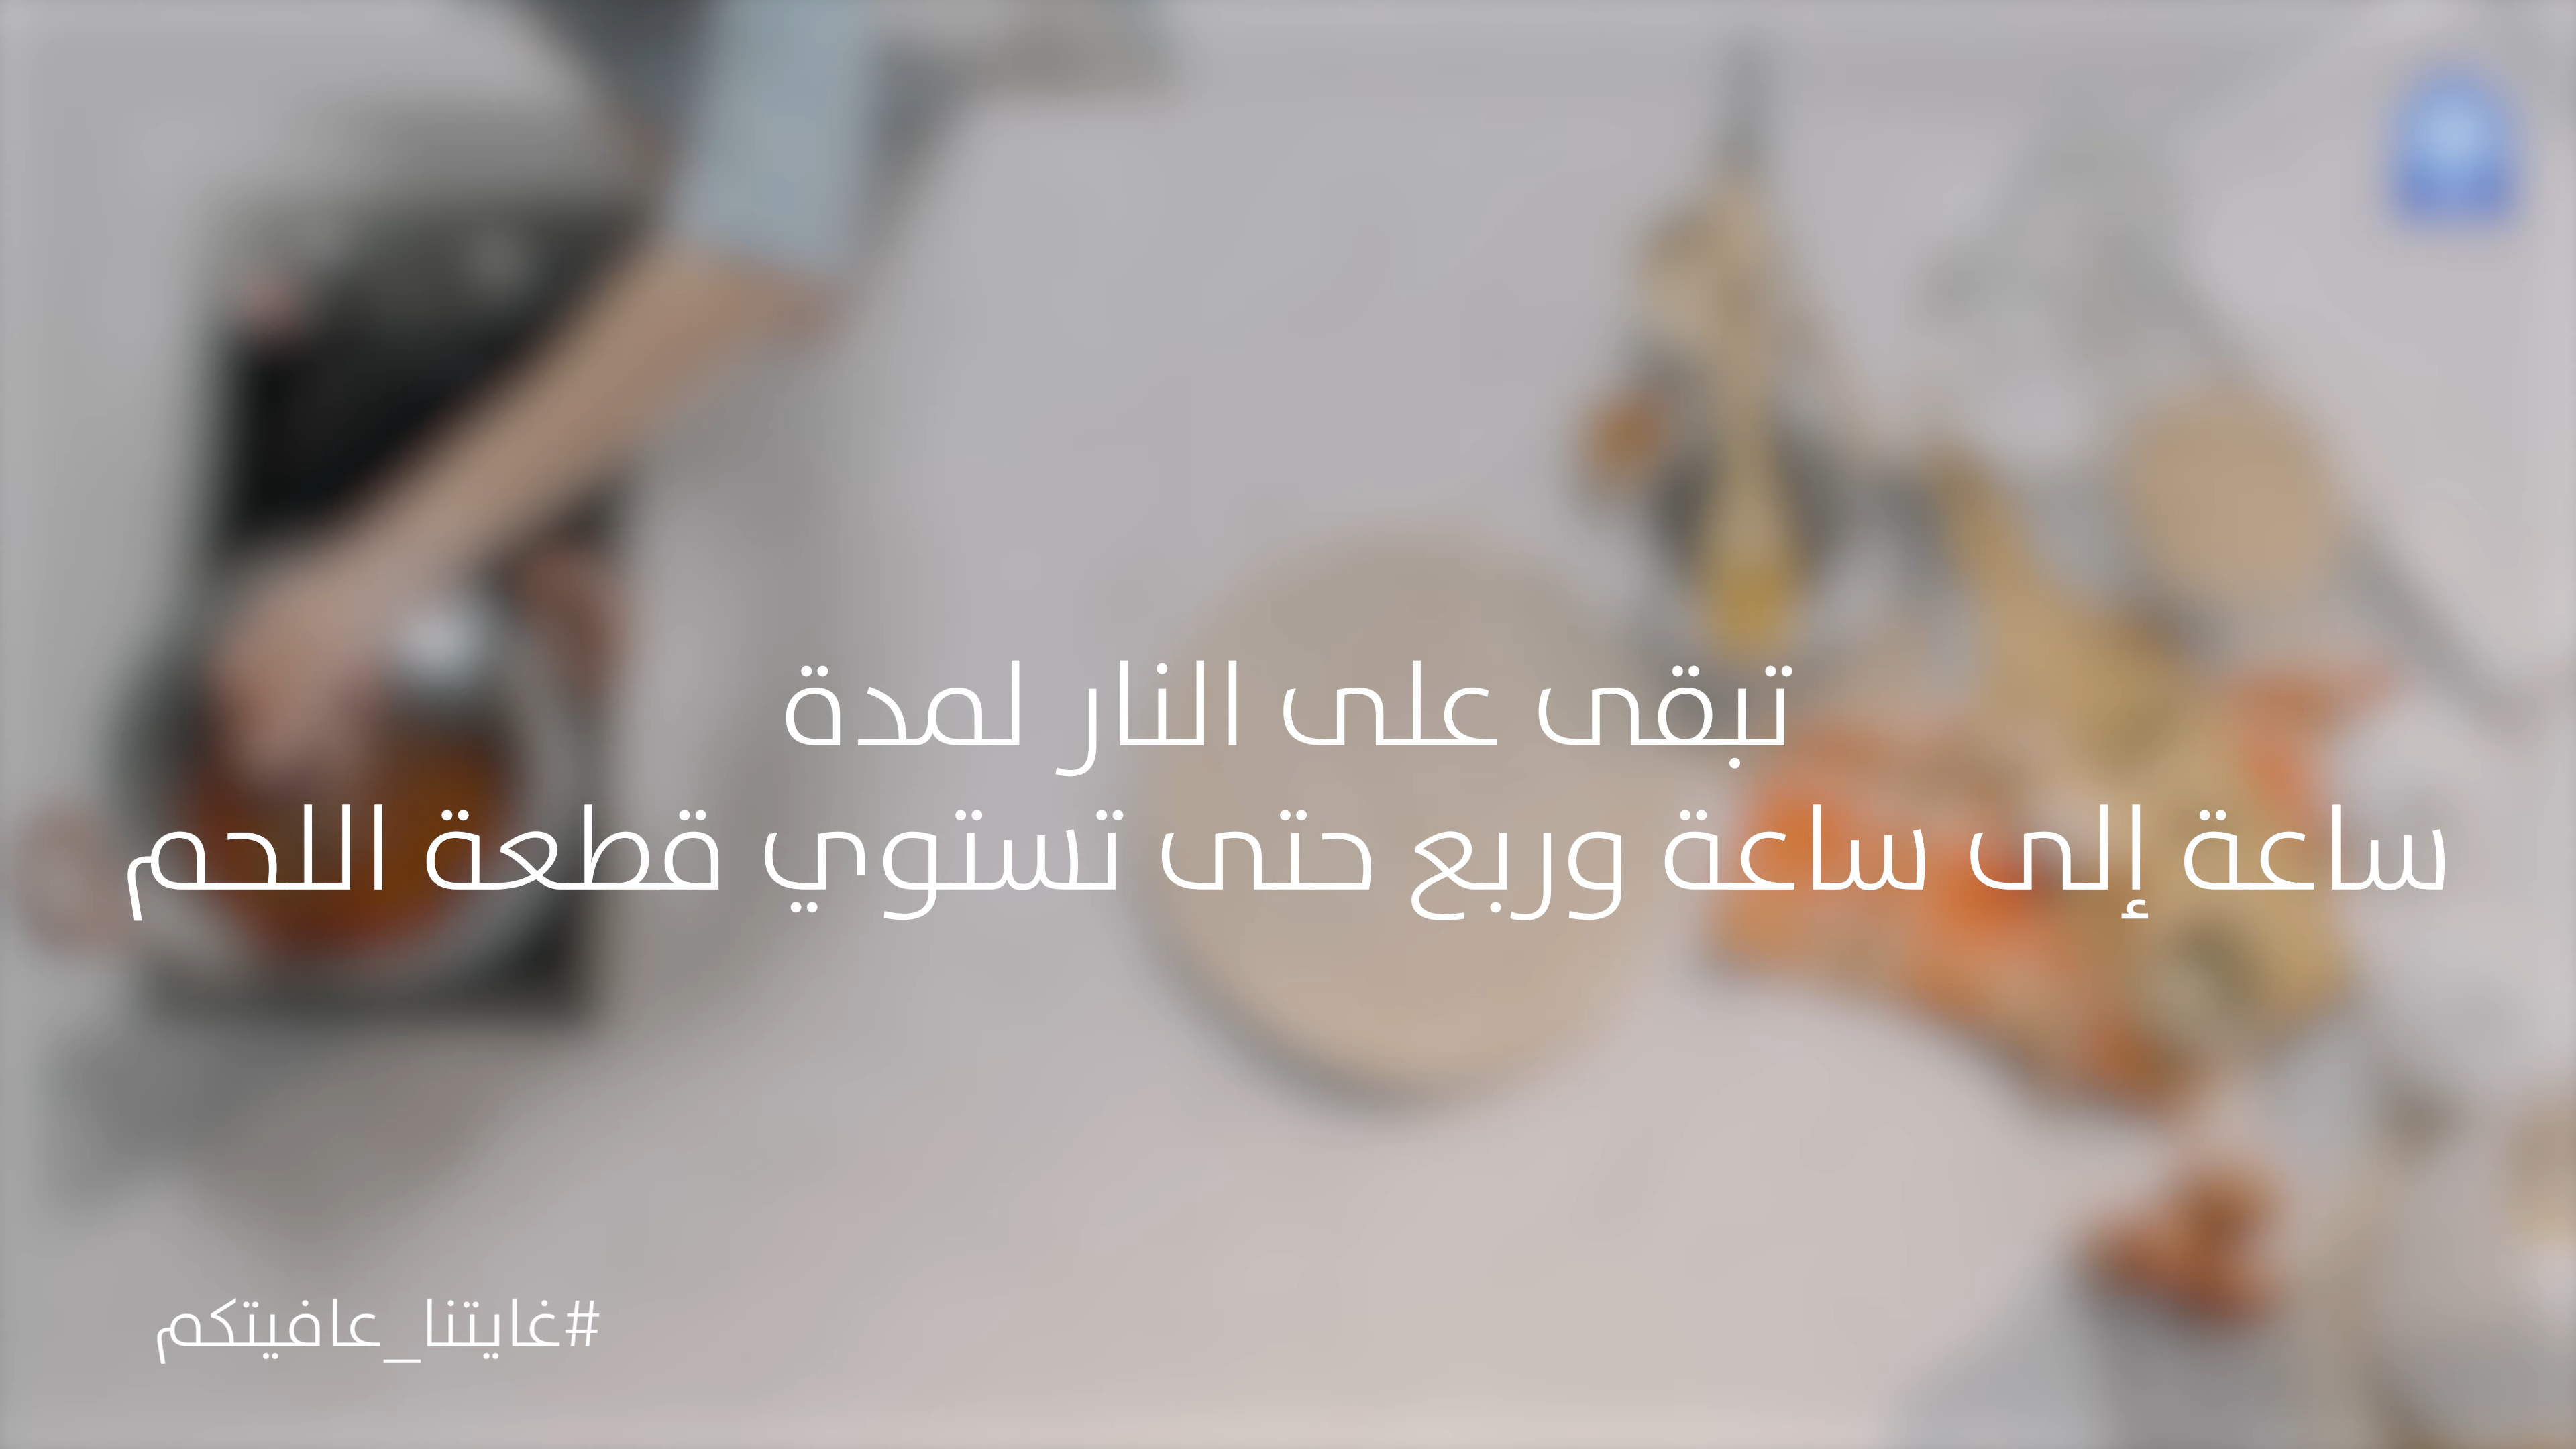 تبقى على النار لمدة
ساعة إلى ساعة وربع حتى تستوي قطعة اللحم
#غايتنا_عافيتكم